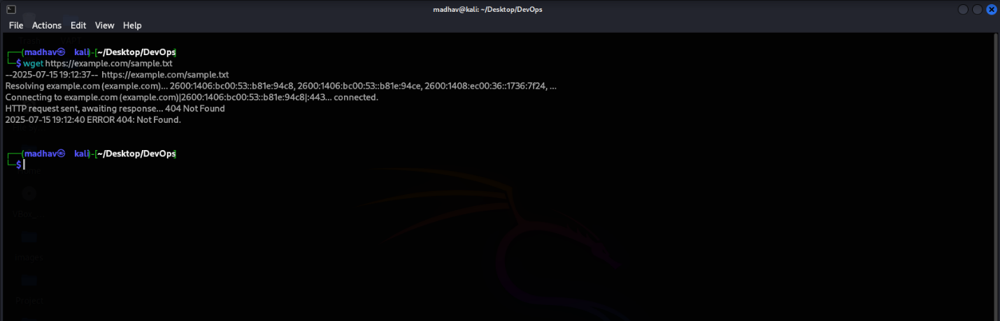 madhav@kali: ~/Desktop/DevOps
File Actions Edit View Help
┌──(madhav㉿kali)-[~/Desktop/DevOps]
└─$ wget https://example.com/sample.txt
--2025-07-15 19:12:37-- https://example.com/sample.txt
Resolving example.com (example.com)... 2600:1406:bc00:53::b81e:94c8, 2600:1406:bc00:53::b81e:94ce, 2600:1408:ec00:36::1736:7f24, ...
Connecting to example.com (example.com)|2600:1406:bc00:53::b81e:94c8|:443... connected.
HTTP request sent, awaiting response... 404 Not Found
2025-07-15 19:12:40 ERROR 404: Not Found.
┌──(madhav㉿kali)-[~/Desktop/DevOps]
└─$
Home
Images
Project